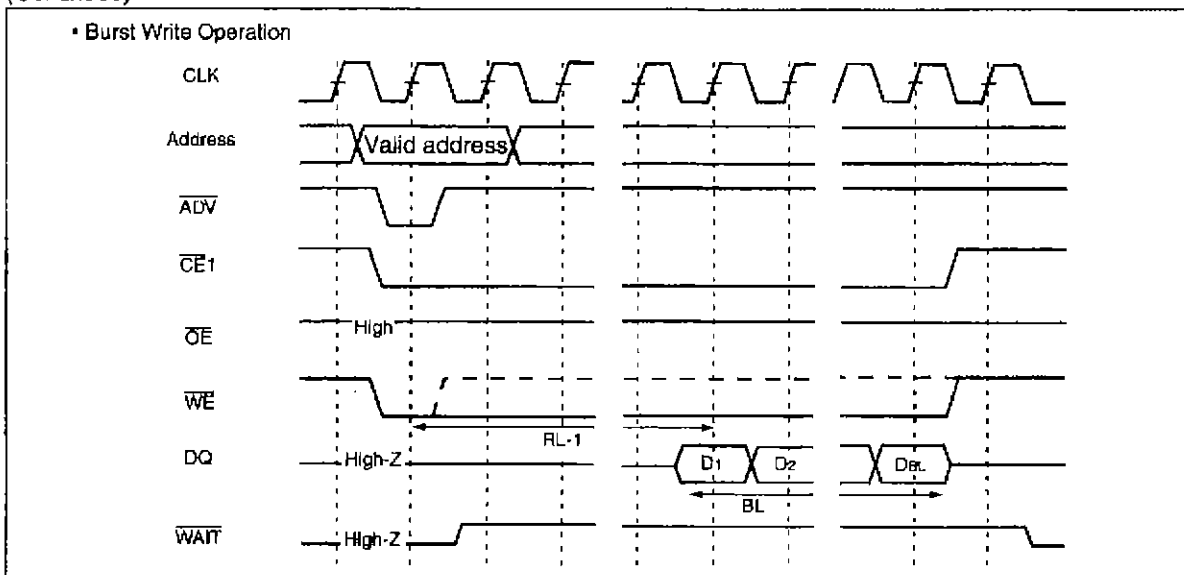 • Burst Write Operation
CLK
Address
Valid address
ADV
CE1
OE
High
WE
RL-1
DQ
High-Z
D1
D2
DBL
BL
WAIT
High-Z